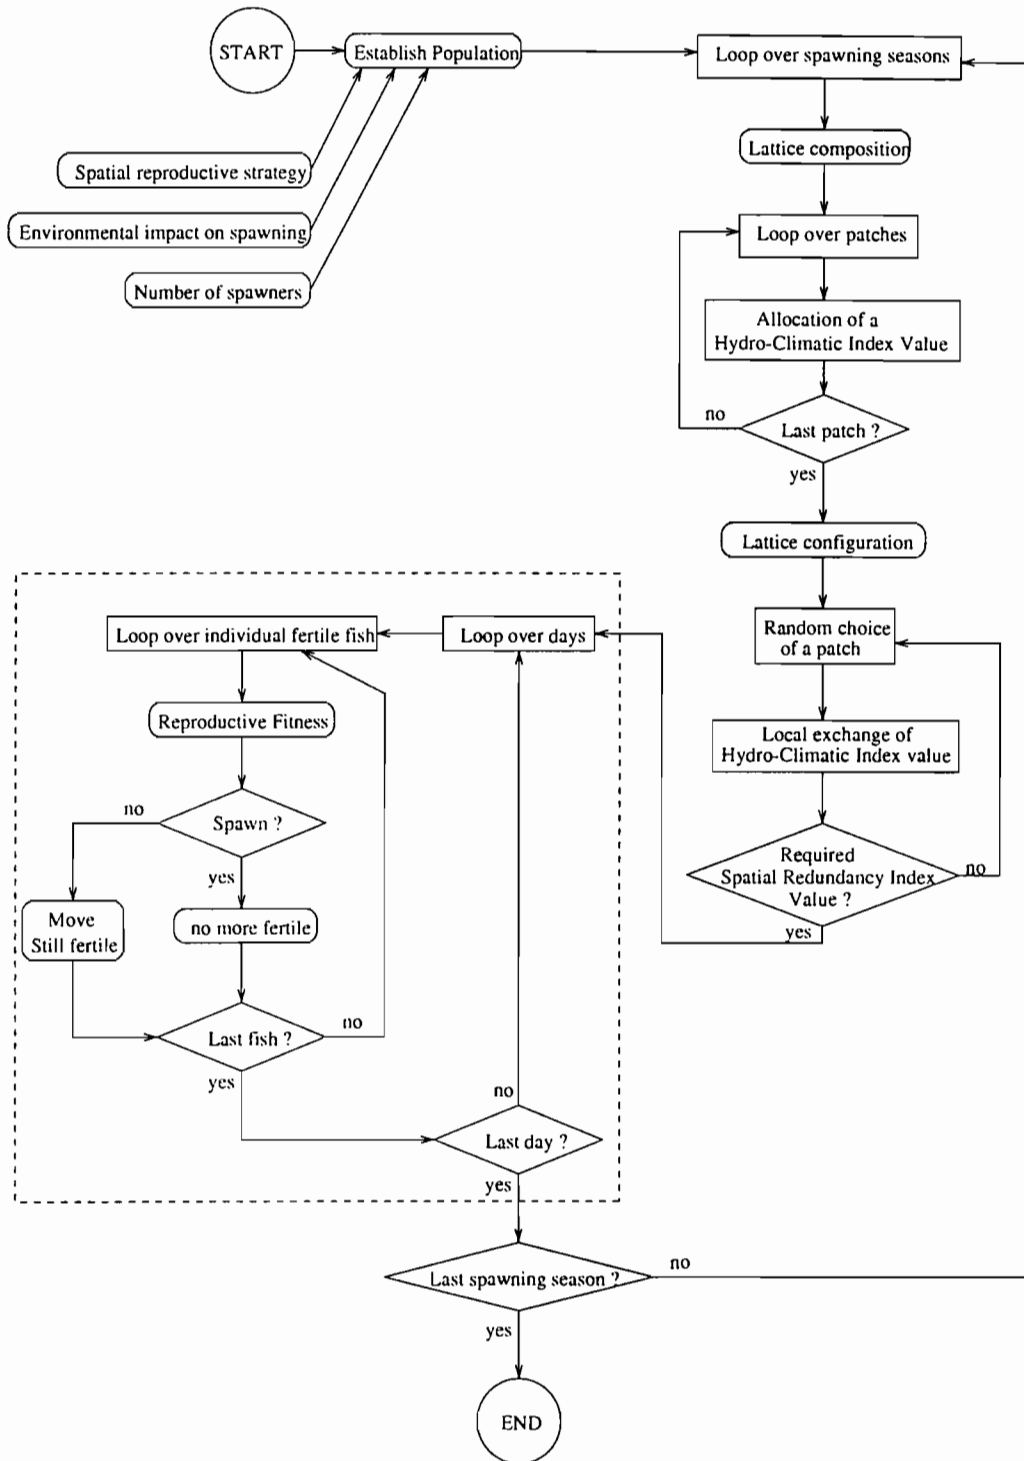 START
Establish Population
Loop over spawning seasons
Spatial reproductive strategy
Environmental impact on spawning
Number of spawners
Lattice composition
Loop over patches
Allocation of a
Hydro-Climatic Index Value
no
Last patch ?
yes
Lattice configuration
Random choice
of a patch
Local exchange of
Hydro-Climatic Index value
Required
Spatial Redundancy Index
Value ?
no
yes
Loop over days
Loop over individual fertile fish
Reproductive Fitness
no
Spawn ?
yes
Move
Still fertile
no more fertile
Last fish ?
no
yes
no
Last day ?
yes
Last spawning season ?
no
yes
END